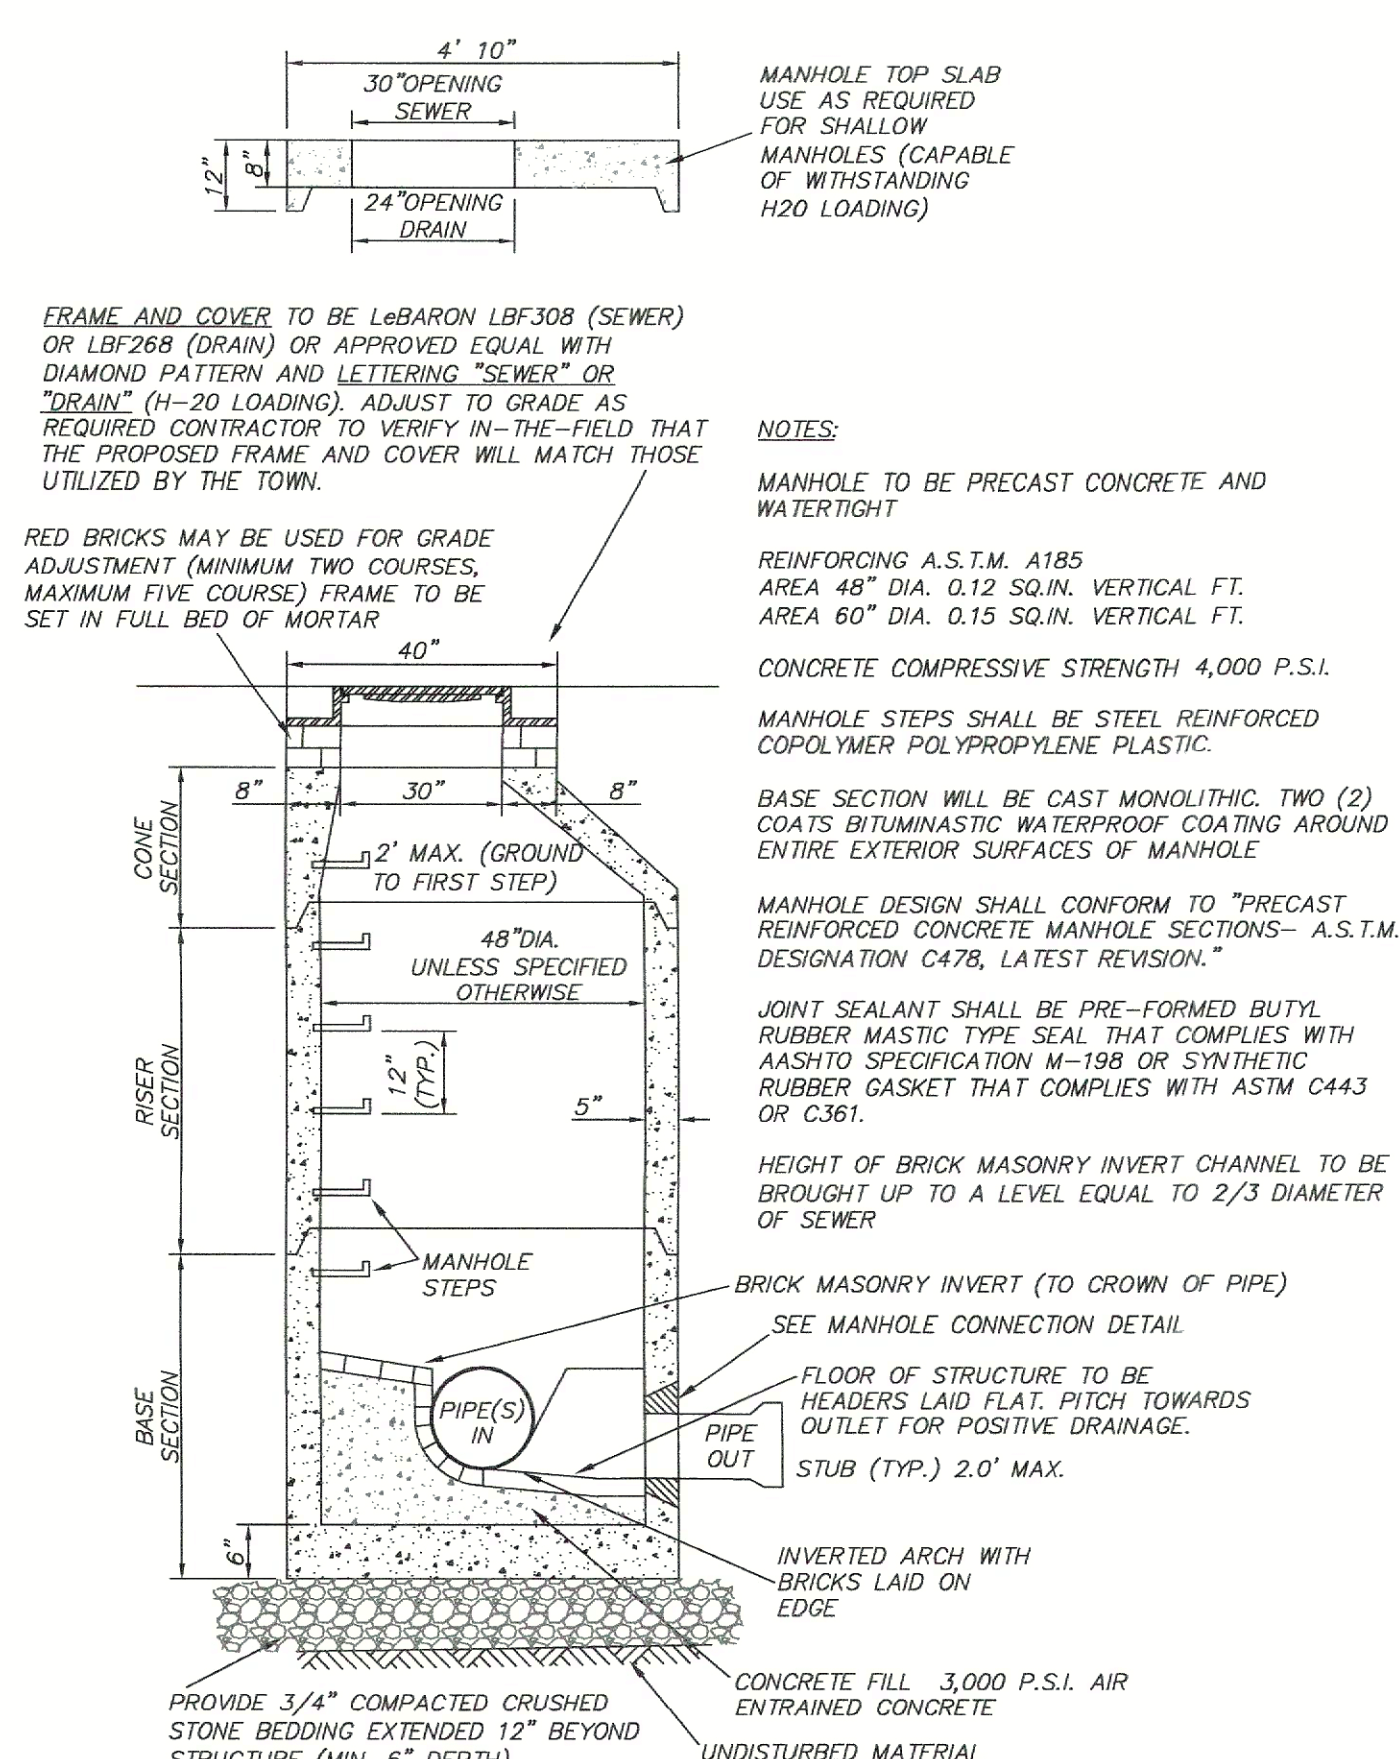 4' 10"
30"OPENING
SEWER
12"
8"
24"OPENING
DRAIN
MANHOLE TOP SLAB
USE AS REQUIRED
FOR SHALLOW
MANHOLES (CAPABLE
OF WITHSTANDING
H20 LOADING)
FRAME AND COVER TO BE LeBARON LBF308 (SEWER)
OR LBF268 (DRAIN) OR APPROVED EQUAL WITH
DIAMOND PATTERN AND LETTERING "SEWER" OR
"DRAIN" (H-20 LOADING). ADJUST TO GRADE AS
REQUIRED CONTRACTOR TO VERIFY IN-THE-FIELD THAT
THE PROPOSED FRAME AND COVER WILL MATCH THOSE
UTILIZED BY THE TOWN.
RED BRICKS MAY BE USED FOR GRADE
ADJUSTMENT (MINIMUM TWO COURSES,
MAXIMUM FIVE COURSE) FRAME TO BE
SET IN FULL BED OF MORTAR
40"
8"
30"
8"
CONE
SECTION
2' MAX. (GROUND
TO FIRST STEP)
48"DIA.
UNLESS SPECIFIED
OTHERWISE
RISER
SECTION
12"
(TYP.)
5"
MANHOLE
STEPS
BASE
SECTION
PIPE(S)
IN
PIPE
OUT
6"
NOTES:
MANHOLE TO BE PRECAST CONCRETE AND
WATERTIGHT
REINFORCING A.S.T.M. A185
AREA 48" DIA. 0.12 SQ.IN. VERTICAL FT.
AREA 60" DIA. 0.15 SQ.IN. VERTICAL FT.
CONCRETE COMPRESSIVE STRENGTH 4,000 P.S.I.
MANHOLE STEPS SHALL BE STEEL REINFORCED
COPOLYMER POLYPROPYLENE PLASTIC.
BASE SECTION WILL BE CAST MONOLITHIC. TWO (2)
COATS BITUMINASTIC WATERPROOF COATING AROUND
ENTIRE EXTERIOR SURFACES OF MANHOLE
MANHOLE DESIGN SHALL CONFORM TO "PRECAST
REINFORCED CONCRETE MANHOLE SECTIONS- A.S.T.M.
DESIGNATION C478, LATEST REVISION."
JOINT SEALANT SHALL BE PRE-FORMED BUTYL
RUBBER MASTIC TYPE SEAL THAT COMPLIES WITH
AASHTO SPECIFICATION M-198 OR SYNTHETIC
RUBBER GASKET THAT COMPLIES WITH ASTM C443
OR C361.
HEIGHT OF BRICK MASONRY INVERT CHANNEL TO BE
BROUGHT UP TO A LEVEL EQUAL TO 2/3 DIAMETER
OF SEWER
BRICK MASONRY INVERT (TO CROWN OF PIPE)
SEE MANHOLE CONNECTION DETAIL
FLOOR OF STRUCTURE TO BE
HEADERS LAID FLAT. PITCH TOWARDS
OUTLET FOR POSITIVE DRAINAGE.
STUB (TYP.) 2.0' MAX.
INVERTED ARCH WITH
BRICKS LAID ON
EDGE
CONCRETE FILL 3,000 P.S.I. AIR
ENTRAINED CONCRETE
UNDISTURBED MATERIAL
PROVIDE 3/4" COMPACTED CRUSHED
STONE BEDDING EXTENDED 12" BEYOND
STRUCTURE (MIN. 6" DEPTH)